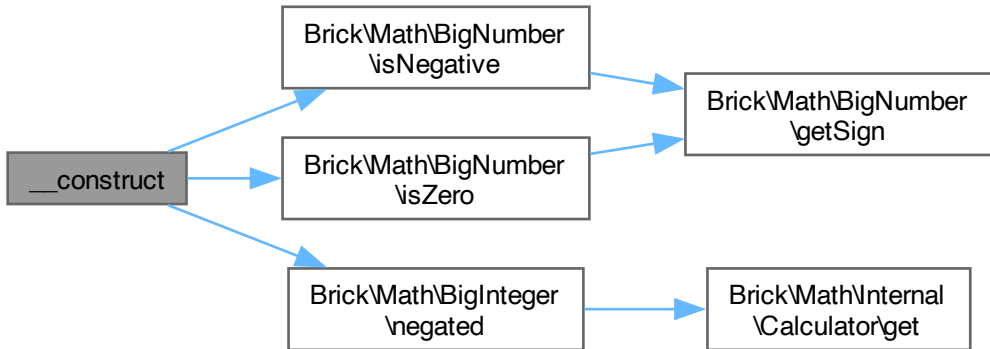 __construct
Brick\Math\BigNumber
\isNegative
Brick\Math\BigNumber
\isZero
Brick\Math\BigInteger
\negated
Brick\Math\BigNumber
\getSign
Brick\Math\Internal
\Calculator\get